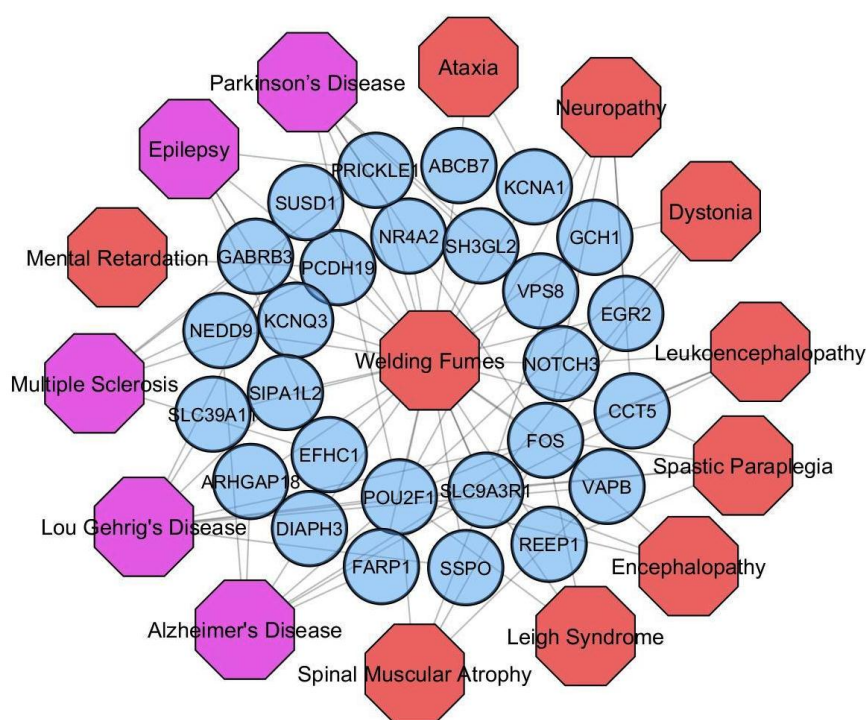 Ataxia
Parkinson's Disease
Neuropathy
Epilepsy
PRICKLE1
ABCB7
KCNA1
SUSD1
Dystonia
NR4A2
SH3GL2
GCH1
Mental Retardation
GABRB3
PCDH19
VPS8
EGR2
KCNQ3
NEDD9
Welding Fumes
NOTCH3
Leukoencephalopathy
Multiple Sclerosis
SIPA1L2
SLC39A11
CCT5
FOS
EFHC1
Spastic Paraplegia
ARHGAP18
POU2F1
SLC9A3R1
VAPB
Lou Gehrig's Disease
DIAPH3
REEP1
FARP1
SSPO
Encephalopathy
Alzheimer's Disease
Leigh Syndrome
Spinal Muscular Atrophy